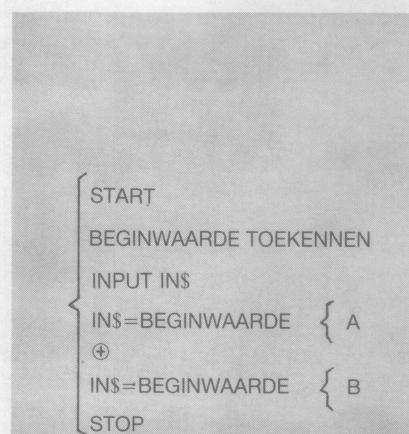 START
BEGINWAARDE TOEKENNEN
INPUT IN$
IN$=BEGINWAARDE { A
⊕
IN$=BEGINWAARDE { B
STOP